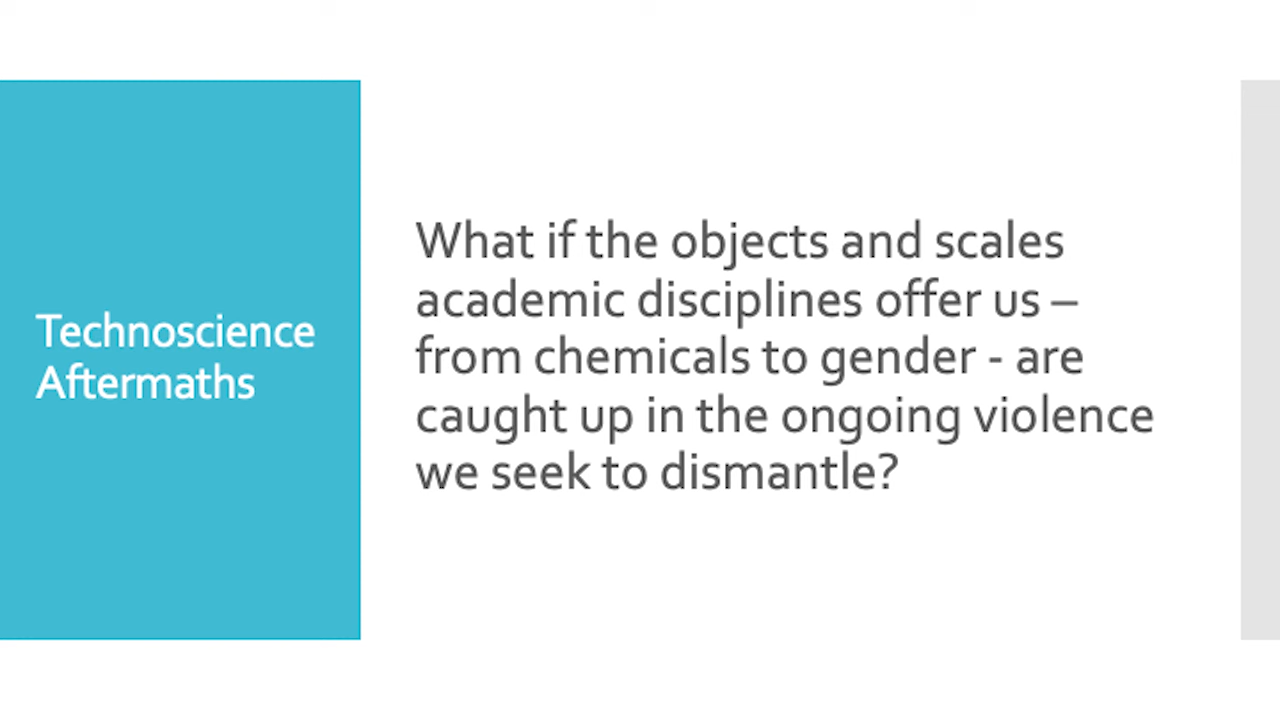 Technoscience
Aftermaths
What if the objects and scales
academic disciplines offer us –
from chemicals to gender - are
caught up in the ongoing violence
we seek to dismantle?